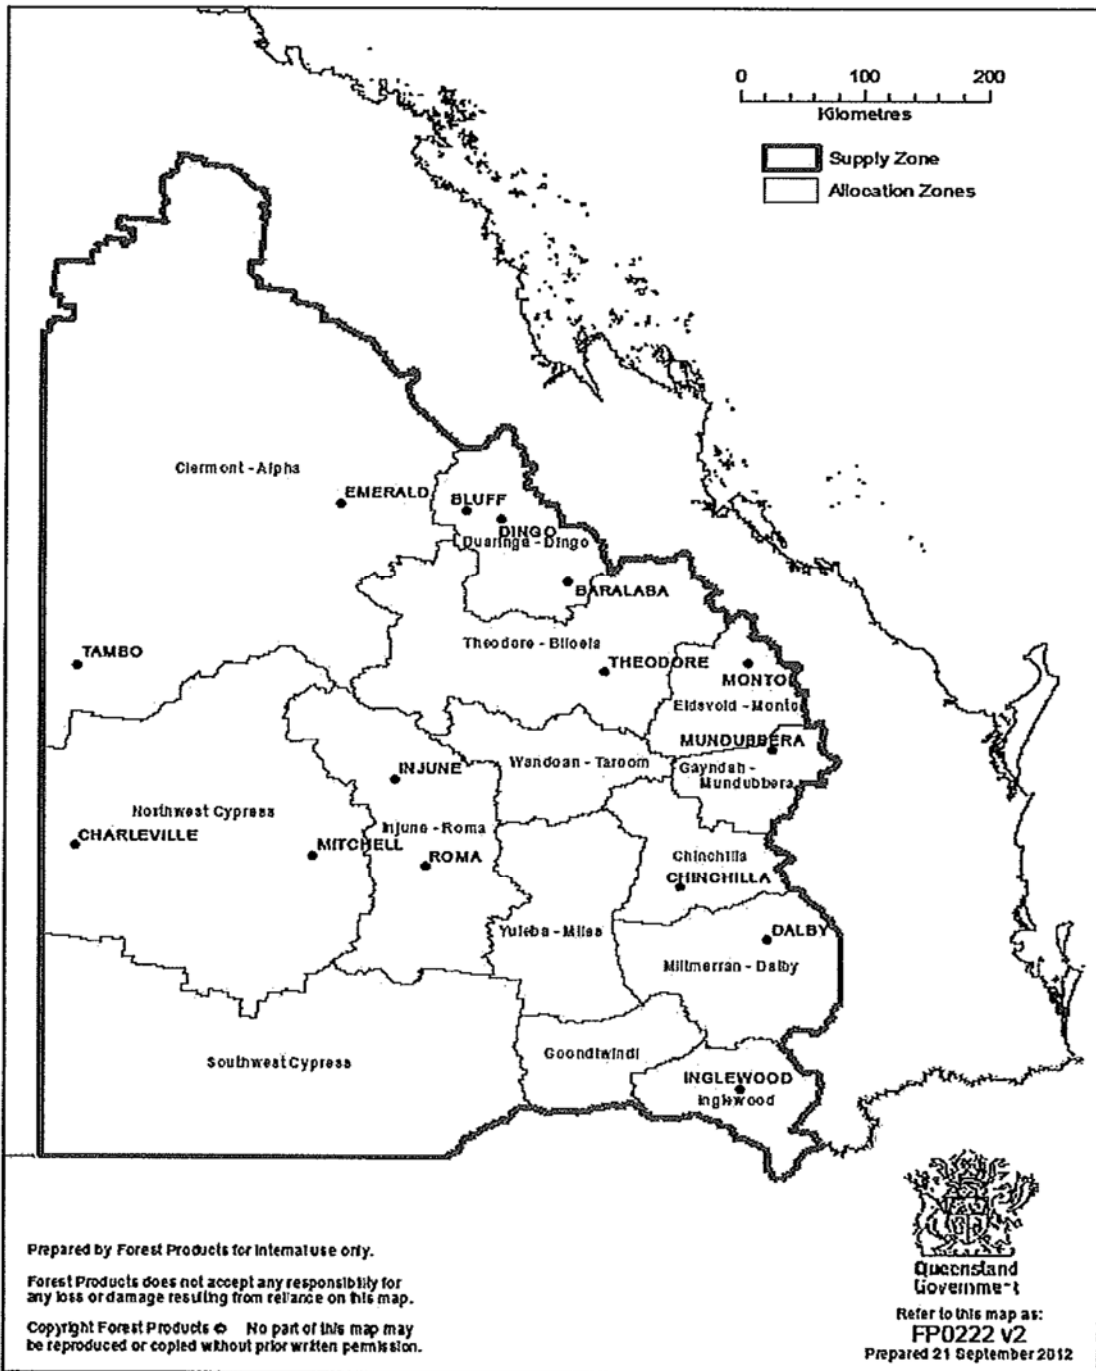 0 100 200
Kilometres
Supply Zone
Allocation Zones
Clermont - Alpha
EMERALD
BLUFF
DINGO
Duaringa - Dingo
BARALABA
TAMBO
Theodore - Biloela
THEODORE
MONTO
Eidsvold - Monto
MUNDUBBERA
INJUNE
Wandoan - Taroom
Gayndah -
Mundubbera
Northwest Cypress
CHARLEVILLE
MITCHELL
Injune - Roma
ROMA
Chinchilla
CHINCHILLA
Yuleba - Miles
DALBY
Millmerran - Dalby
Southwest Cypress
Goondiwindi
INGLEWOOD
Inglewood
Prepared by Forest Products for Internal use only.
Forest Products does not accept any responsibility for
any loss or damage resulting from reliance on this map.
Copyright Forest Products © No part of this map may
be reproduced or copied without prior written permission.
Queensland
Government
Refer to this map as:
FP0222 v2
Prepared 21 September 2012